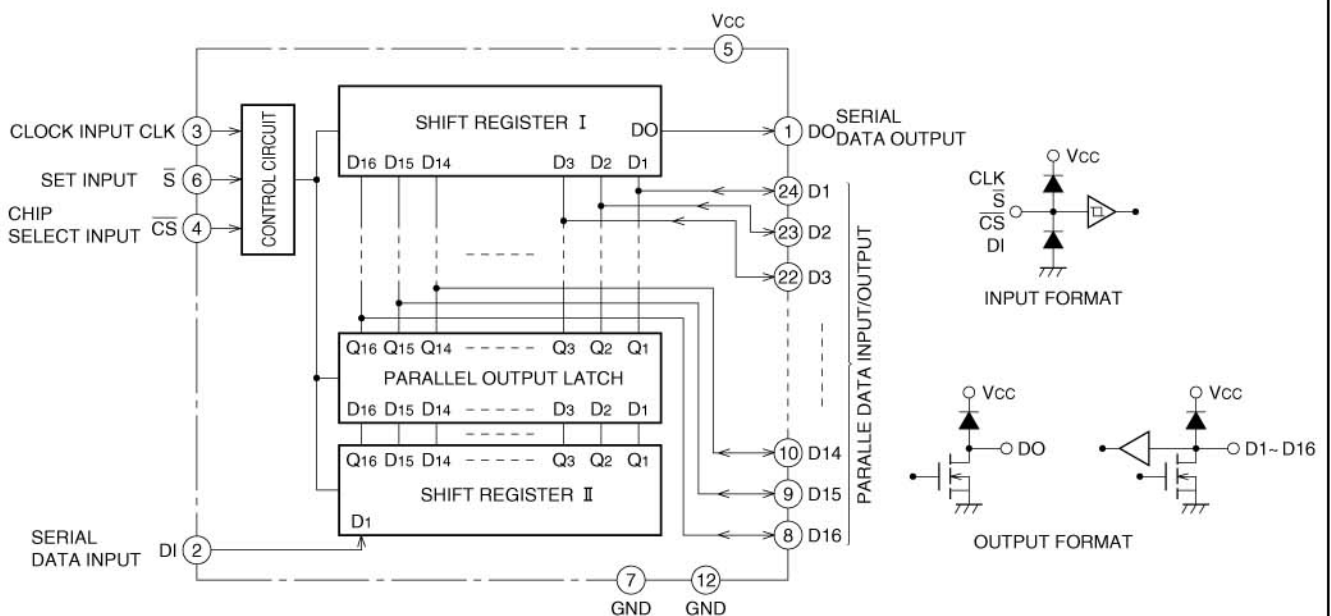 VCC
5
SHIFT REGISTER I
DO
D16 D15 D14 D3 D2 D1
CONTROL CIRCUIT
CLOCK INPUT CLK 3
SET INPUT S̅ 6
CHIP
SELECT INPUT C̅S̅ 4
1 DO SERIAL
DATA OUTPUT
24 D1
23 D2
22 D3
PARALLE DATA INPUT/OUTPUT
Q16 Q15 Q14 ----- Q3 Q2 Q1
PARALLEL OUTPUT LATCH
D16 D15 D14 ----- D3 D2 D1
Q16 D15 D14 ----- Q3 Q2 Q1
SHIFT REGISTER II
D1
10 D14
9 D15
8 D16
SERIAL
DATA INPUT DI 2
7
GND
12
GND
VCC
CLK
S̅
C̅S̅
DI
INPUT FORMAT
VCC
DO
VCC
D1~D16
OUTPUT FORMAT